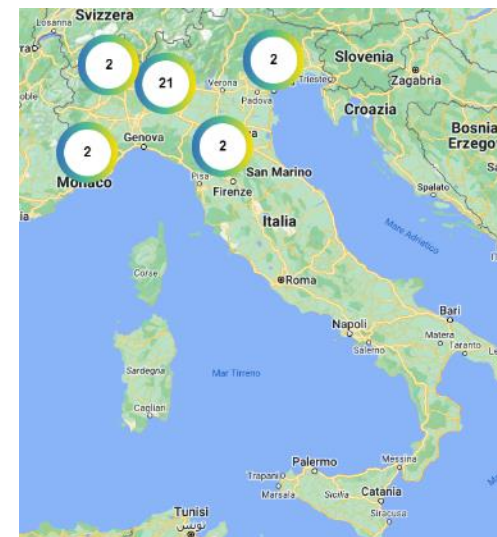 Svizzera
Losanna
2
21
2
Slovenia
Verona
Trieste
Zagabria
Padova
Croazia
Genova
2
2
Bosnia
Erzego
Monaco
Pisa
San Marino
Firenze
Spalato
Italia
Mare Adriatico
Corse
Roma
Bari
Napoli
Matera
Salerno
Taranto
Sardegna
Mar Tirreno
Cagliari
Palermo
Messina
Trapani
Marsala
Sicilia
Catania
Siracusa
Tunisi
تونس